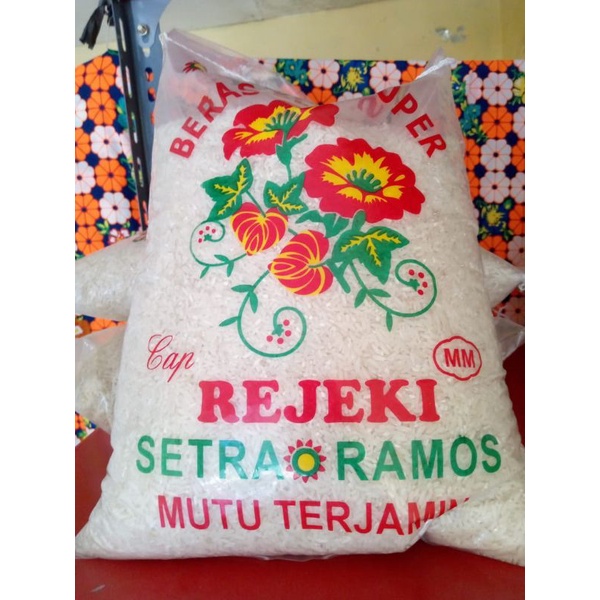 BERAS SUPER
Cap
MM
REJEKI
SETRA RAMOS
MUTU TERJAMIN